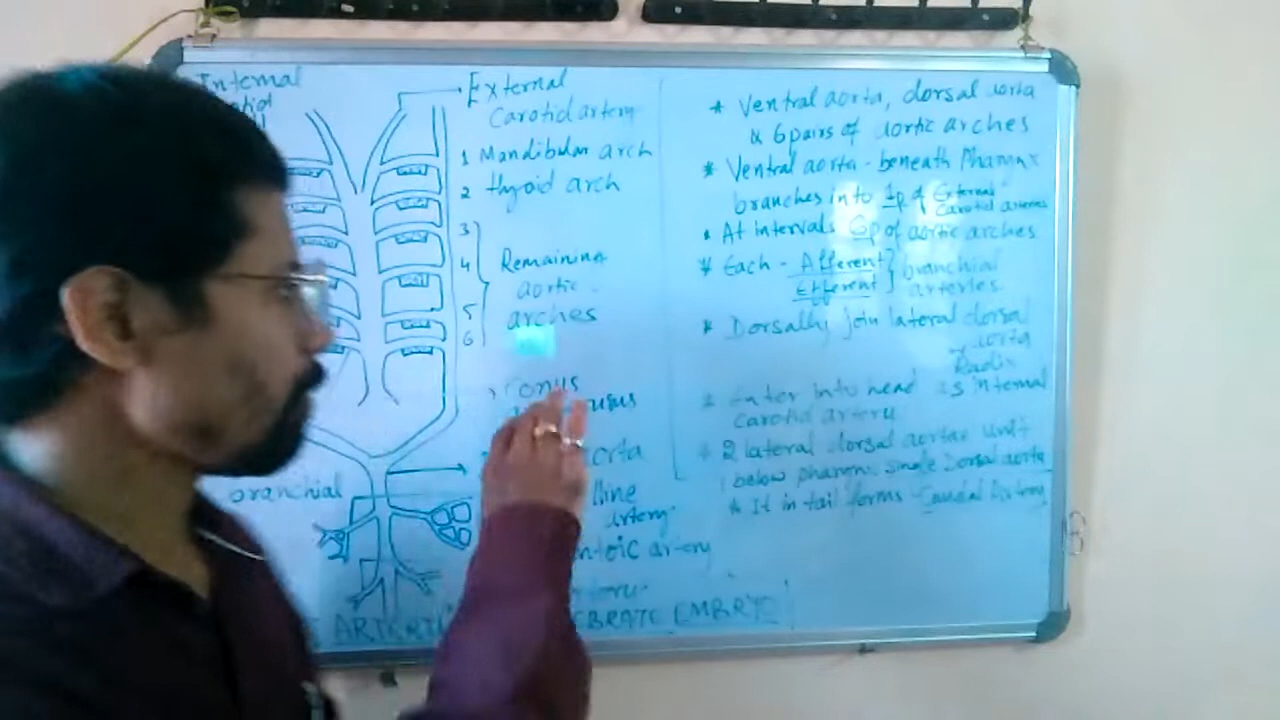 Internal
External
Carotid artery
1 Mandibular arch
2 Hyoid arch
3
4
5
6
Remaining
aortic
arches
Conus
branchial
artery
ARTERI
EBRATE EMBRYO
* Ventral aorta, dorsal aorta
& 6 pairs of aortic arches
* Ventral aorta - beneath Pharynx
branches into 1p of External
Carotid arteries
* At intervals 6p of aortic arches
* Each - Afferent
Efferent
branchial
arteries
* Dorsally join lateral dorsal
aorta
Radix
* Enter into head as internal
carotid artery
* 2 lateral dorsal aortae unit
below pharynx, single Dorsal aorta
* It in tail forms Caudal Artery